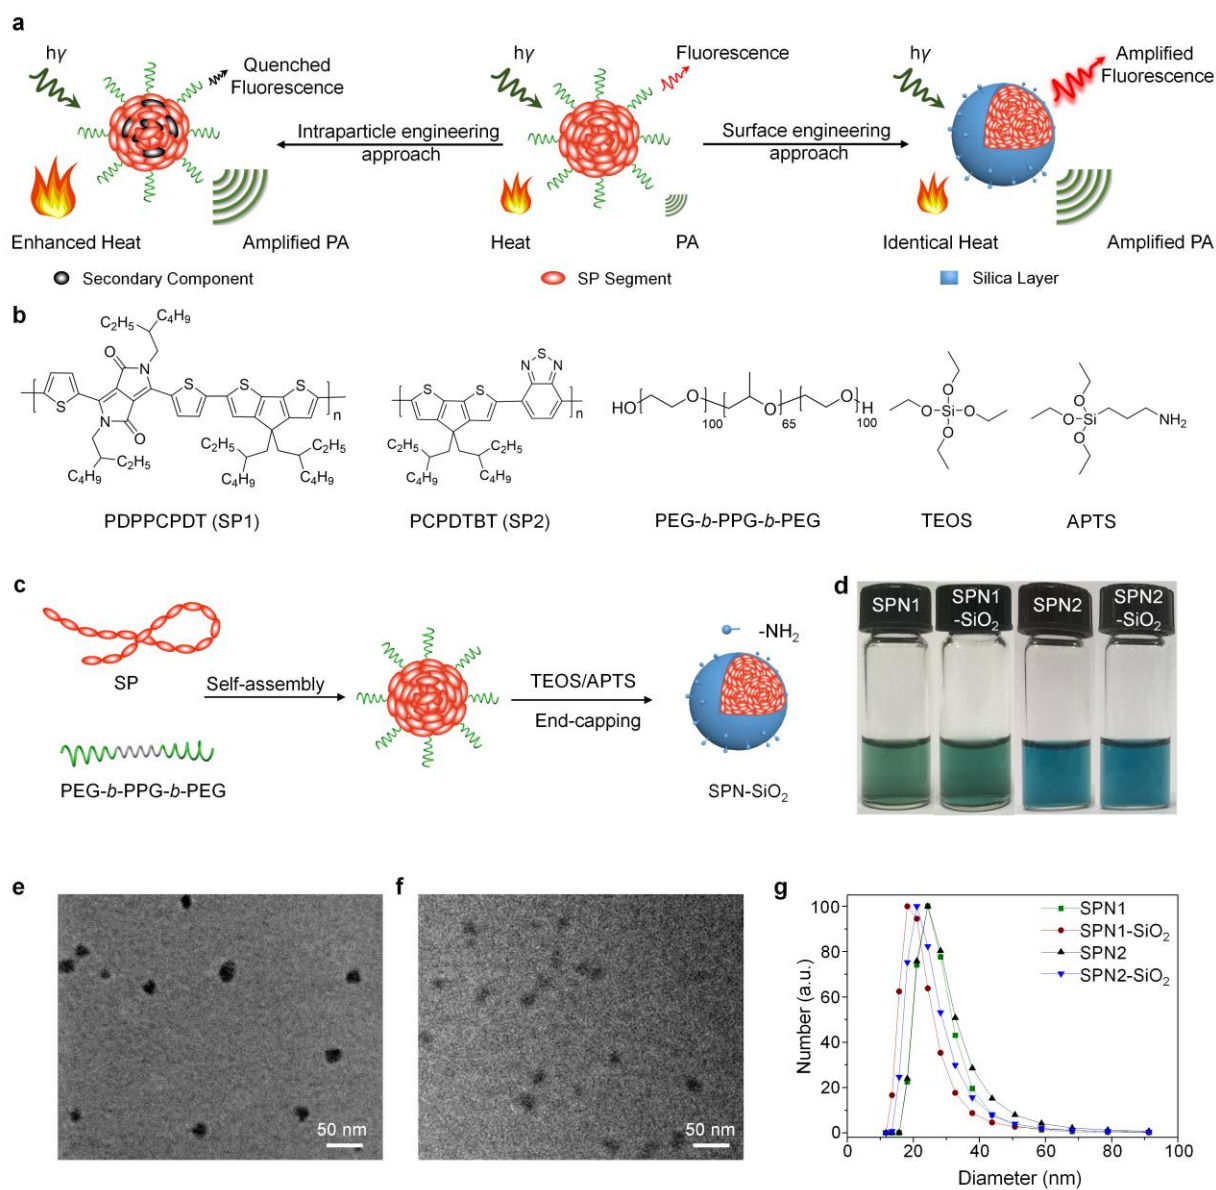 a
hγ
Quenched
Fluorescence
Intraparticle engineering
approach
Enhanced Heat
Amplified PA
hγ
Fluorescence
Heat
PA
Surface engineering
approach
hγ
Amplified
Fluorescence
Identical Heat
Amplified PA
Secondary Component
SP Segment
Silica Layer
b
C₂H₅
C₄H₉
O
N
S
S
S
S
N
O
n
C₂H₅
C₄H₉
C₂H₅
C₄H₉
C₂H₅
C₄H₉
PDPPCPDT (SP1)
S
N
N
S
S
n
C₂H₅
C₄H₉
C₂H₅
C₄H₉
PCPDTBT (SP2)
HO
O
100
O
65
O
H
100
PEG-b-PPG-b-PEG
O
O
Si
O
O
TEOS
O
O
Si
NH₂
O
APTS
c
SP
PEG-b-PPG-b-PEG
Self-assembly
TEOS/APTS
End-capping
-NH₂
SPN-SiO₂
d
SPN1
SPN1
-SiO₂
SPN2
SPN2
-SiO₂
e
50 nm
f
50 nm
g
SPN1
SPN1-SiO₂
SPN2
SPN2-SiO₂
Number (a.u.)
100
80
60
40
20
0
0
20
40
60
80
100
Diameter (nm)